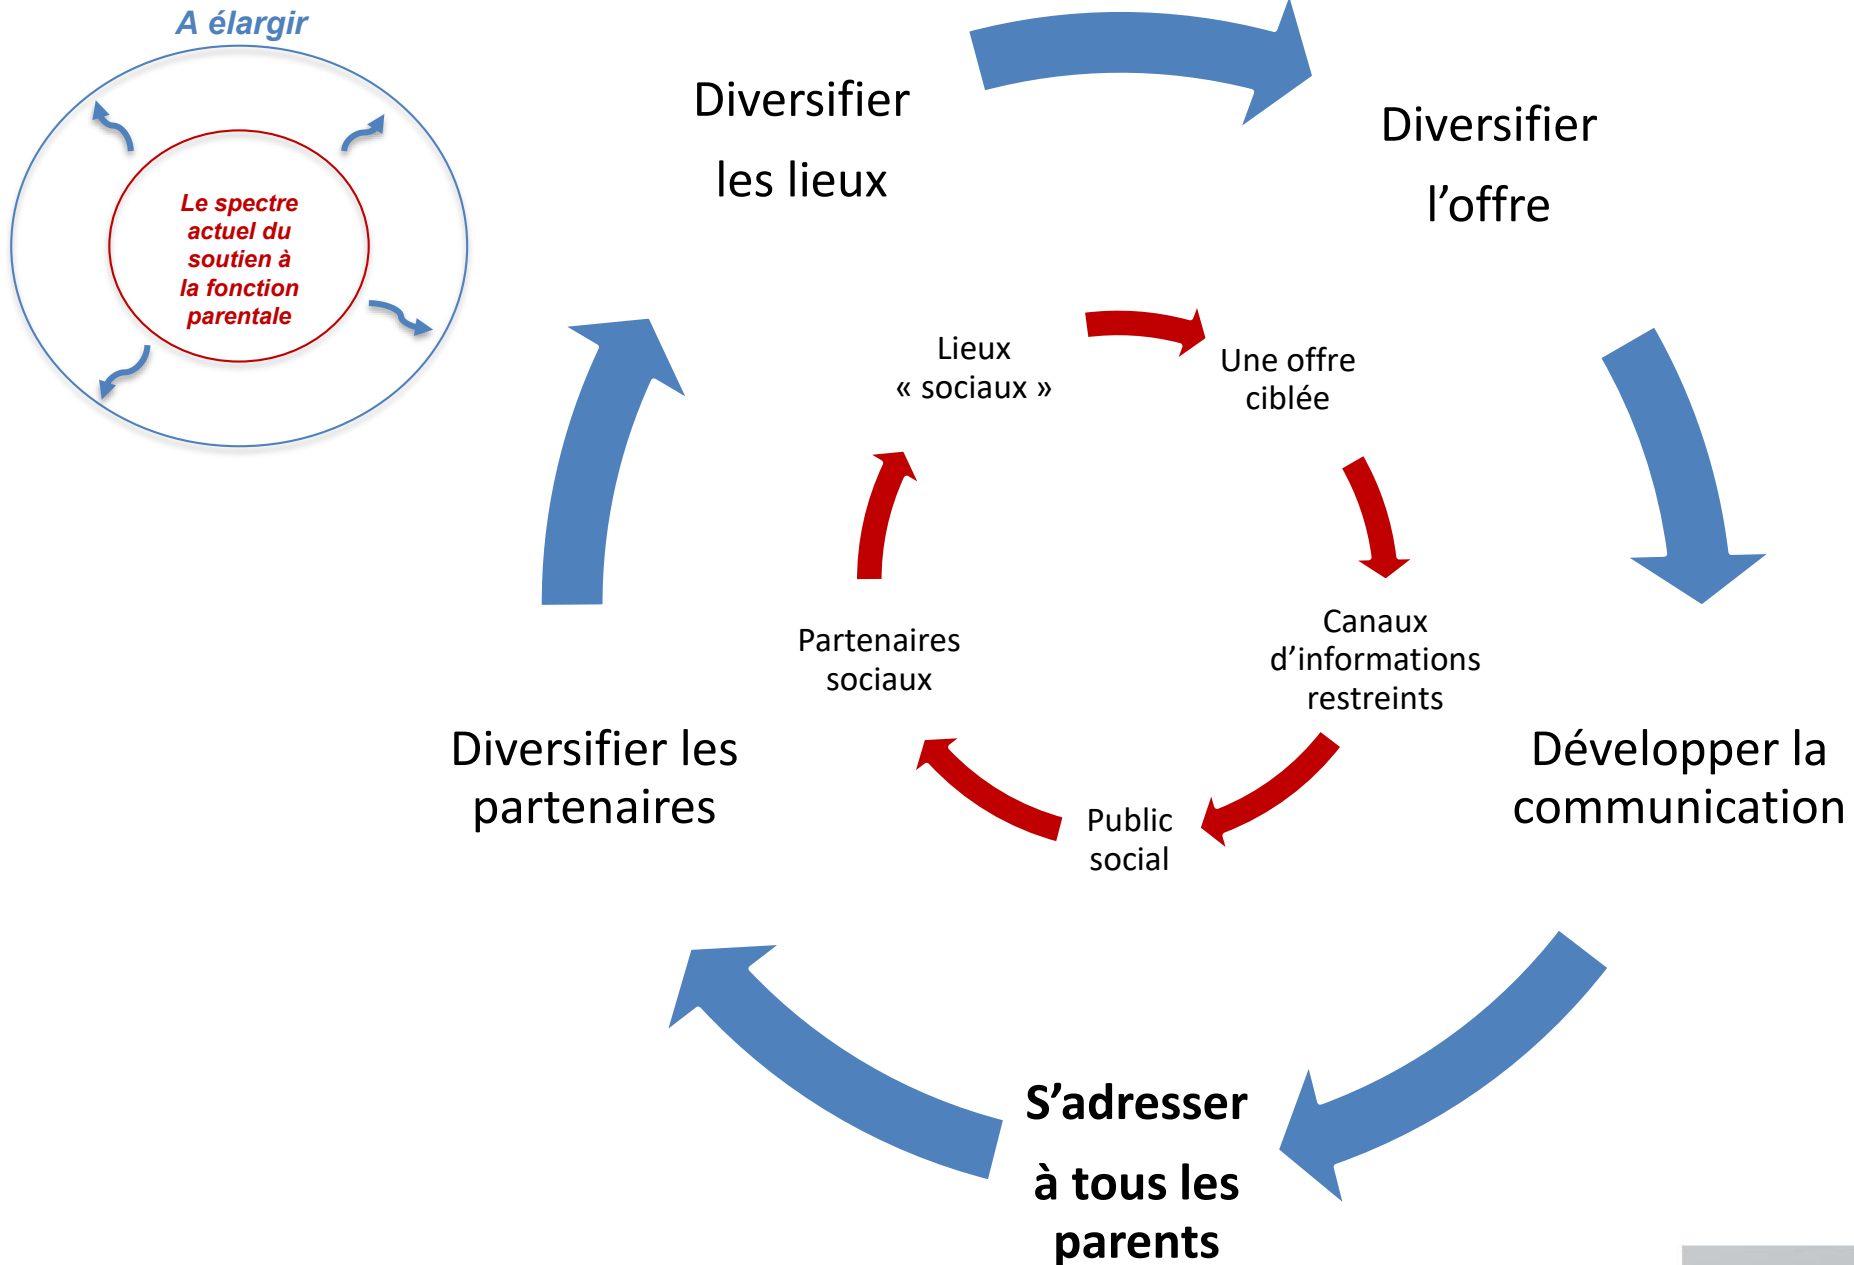 A élargir
Le spectre
actuel du
soutien à
la fonction
parentale
Diversifier
les lieux
Diversifier
l’offre
Lieux
« sociaux »
Une offre
ciblée
Partenaires
sociaux
Canaux
d’informations
restreints
Public
social
Diversifier les
partenaires
Développer la
communication
S’adresser
à tous les
parents